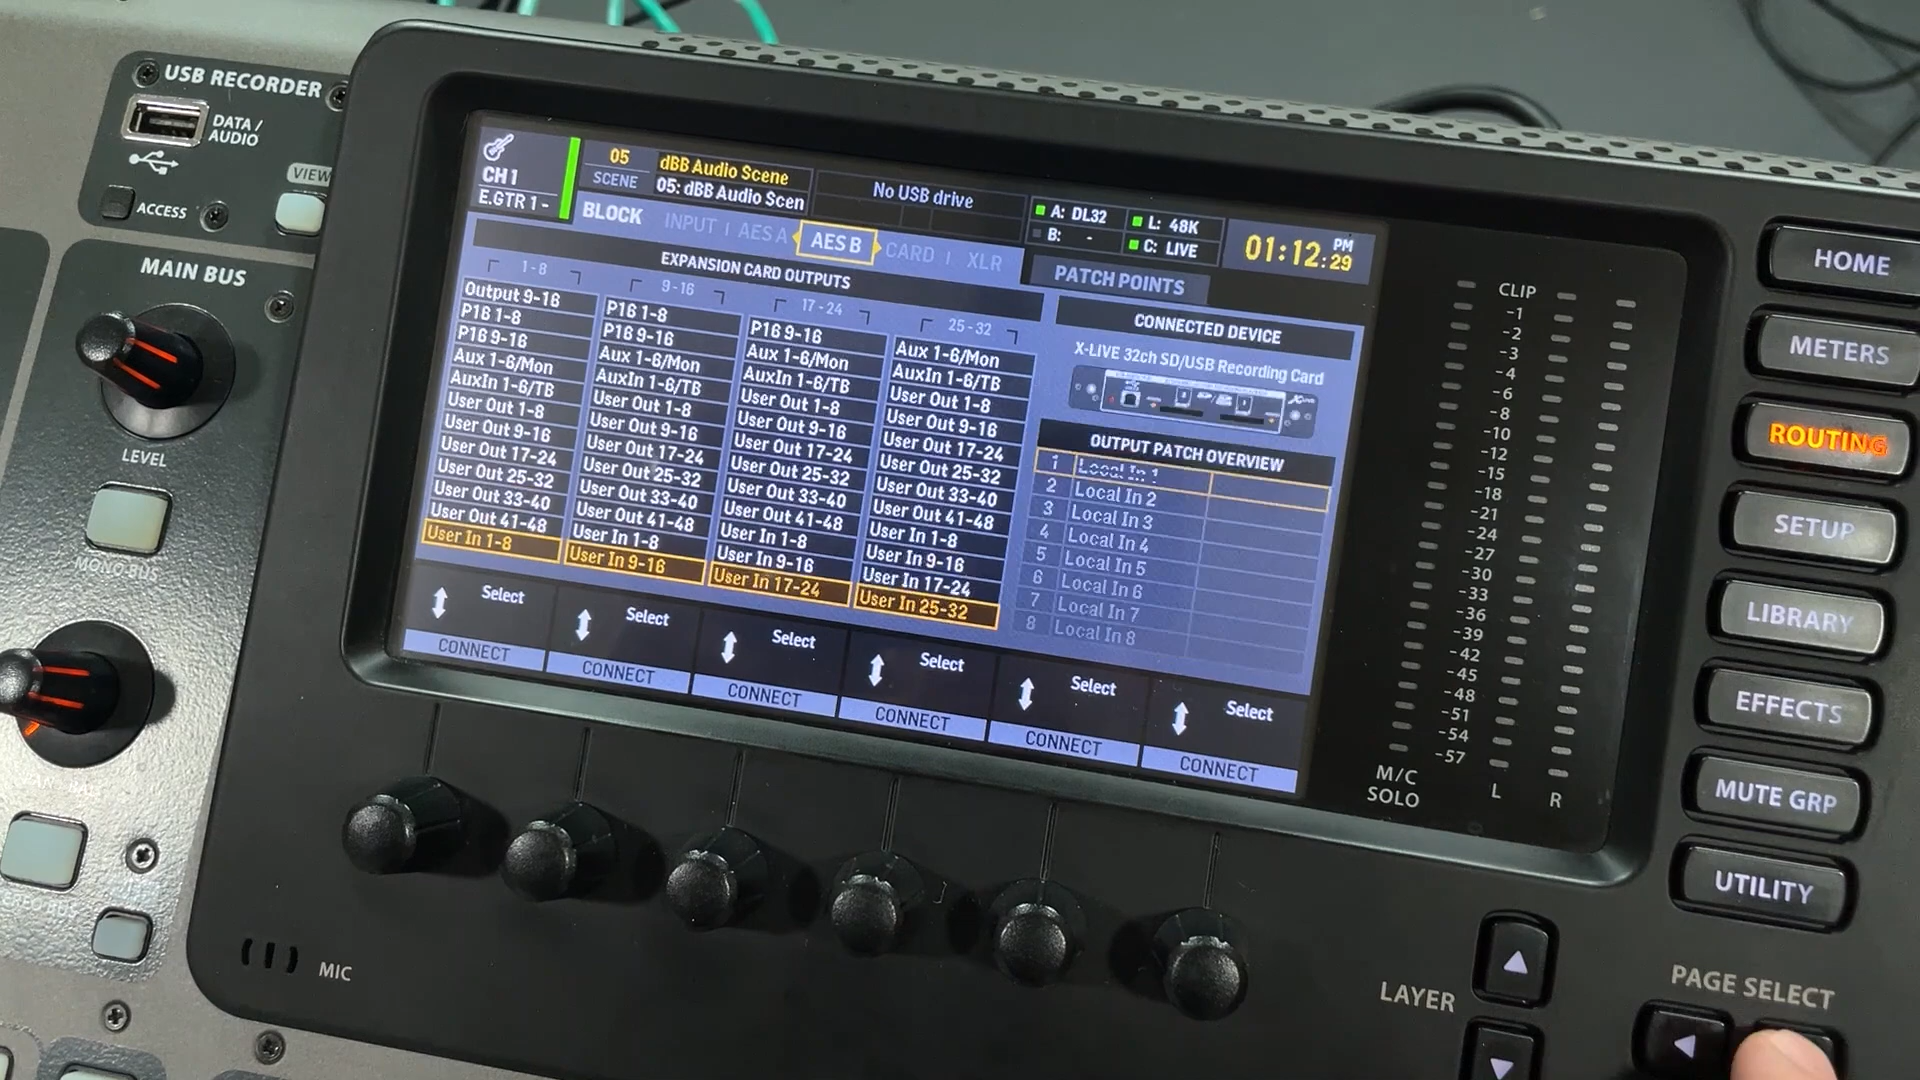 USB RECORDER
DATA /
AUDIO
VIEW
ACCESS
MAIN BUS
LEVEL
MONO BUS
MIC
CH 1
E.GTR 1 -
05
SCENE
dBB Audio Scene
05: dBB Audio Scen
No USB drive
A: DL32
B: -
L: 48K
C: LIVE
01:12:29 PM
BLOCK
INPUT
AES A
AES B
CARD
XLR
PATCH POINTS
EXPANSION CARD OUTPUTS
1-8
Output 9-16
P16 1-8
P16 9-16
Aux 1-6/Mon
AuxIn 1-6/TB
User Out 1-8
User Out 9-16
User Out 17-24
User Out 25-32
User Out 33-40
User Out 41-48
User In 1-8
9-16
P16 1-8
P16 9-16
Aux 1-6/Mon
AuxIn 1-6/TB
User Out 1-8
User Out 9-16
User Out 17-24
User Out 25-32
User Out 33-40
User Out 41-48
User In 1-8
User In 9-16
17-24
P16 9-16
Aux 1-6/Mon
AuxIn 1-6/TB
User Out 1-8
User Out 9-16
User Out 17-24
User Out 25-32
User Out 33-40
User Out 41-48
User In 1-8
User In 9-16
User In 17-24
25-32
Aux 1-6/Mon
AuxIn 1-6/TB
User Out 1-8
User Out 9-16
User Out 17-24
User Out 25-32
User Out 33-40
User Out 41-48
User In 1-8
User In 9-16
User In 17-24
User In 25-32
CONNECTED DEVICE
X-LIVE 32ch SD/USB Recording Card
OUTPUT PATCH OVERVIEW
1 Local In 1
2 Local In 2
3 Local In 3
4 Local In 4
5 Local In 5
6 Local In 6
7 Local In 7
8 Local In 8
Select
CONNECT
Select
CONNECT
Select
CONNECT
Select
CONNECT
Select
CONNECT
Select
CONNECT
CLIP
-1
-2
-3
-4
-6
-8
-10
-12
-15
-18
-21
-24
-27
-30
-33
-36
-39
-42
-45
-48
-51
-54
-57
M/C
SOLO
L
R
HOME
METERS
ROUTING
SETUP
LIBRARY
EFFECTS
MUTE GRP
UTILITY
LAYER
PAGE SELECT